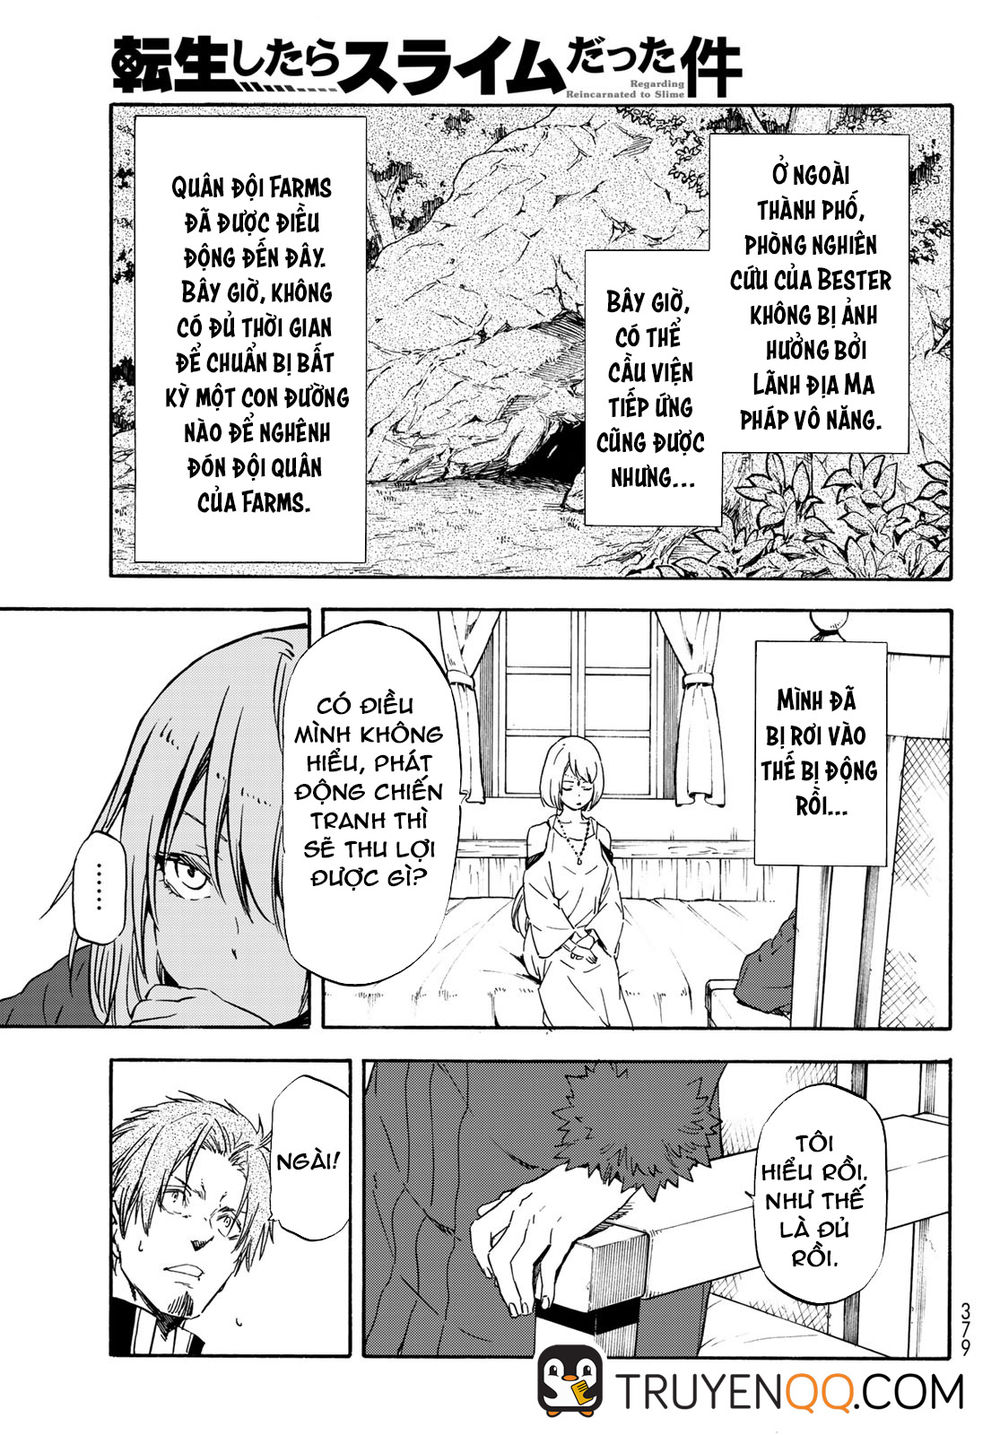 転生したらスライムだった件
Regarding
Reincarnated to Slime
Ở NGOÀI
THÀNH PHỐ,
PHÒNG NGHIÊN
CỨU CỦA BESTER
KHÔNG BỊ ẢNH
HƯỞNG BỞI
LÃNH ĐỊA MA
PHÁP VÔ NĂNG.
BÂY GIỜ,
CÓ THỂ
CẦU VIỆN
TIẾP ỨNG
CŨNG ĐƯỢC
NHƯNG...
QUÂN ĐỘI FARMS
ĐÃ ĐƯỢC ĐIỀU
ĐỘNG ĐẾN ĐÂY.
BÂY GIỜ, KHÔNG
CÓ ĐỦ THỜI GIAN
ĐỂ CHUẨN BỊ BẤT
KỲ MỘT CON ĐƯỜNG
NÀO ĐỂ NGHÊNH
ĐÓN ĐỘI QUÂN
CỦA FARMS.
MÌNH ĐÃ
BỊ RƠI VÀO
THẾ BỊ ĐỘNG
RỒI...
CÓ ĐIỀU
MÌNH KHÔNG
HIỂU, PHÁT
ĐỘNG CHIẾN
TRANH THÌ
SẼ THU LỢI
ĐƯỢC GÌ?
......
TÔI
HIỂU RỒI.
NHƯ THẾ
LÀ ĐỦ
RỒI.
NGÀI!
379
TRUYENQQ.COM